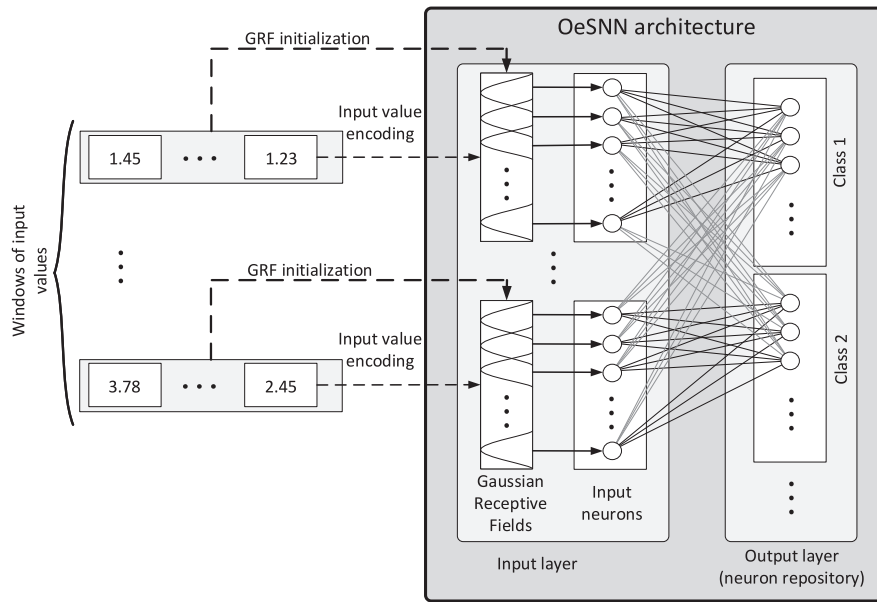 OeSNN architecture
GRF initialization
Input value
encoding
1.45 ••• 1.23
Class 1
Windows of input
values
GRF initialization
Input value
encoding
3.78 ••• 2.45
Class 2
Gaussian
Receptive
Fields
Input
neurons
Input layer
Output layer
(neuron repository)